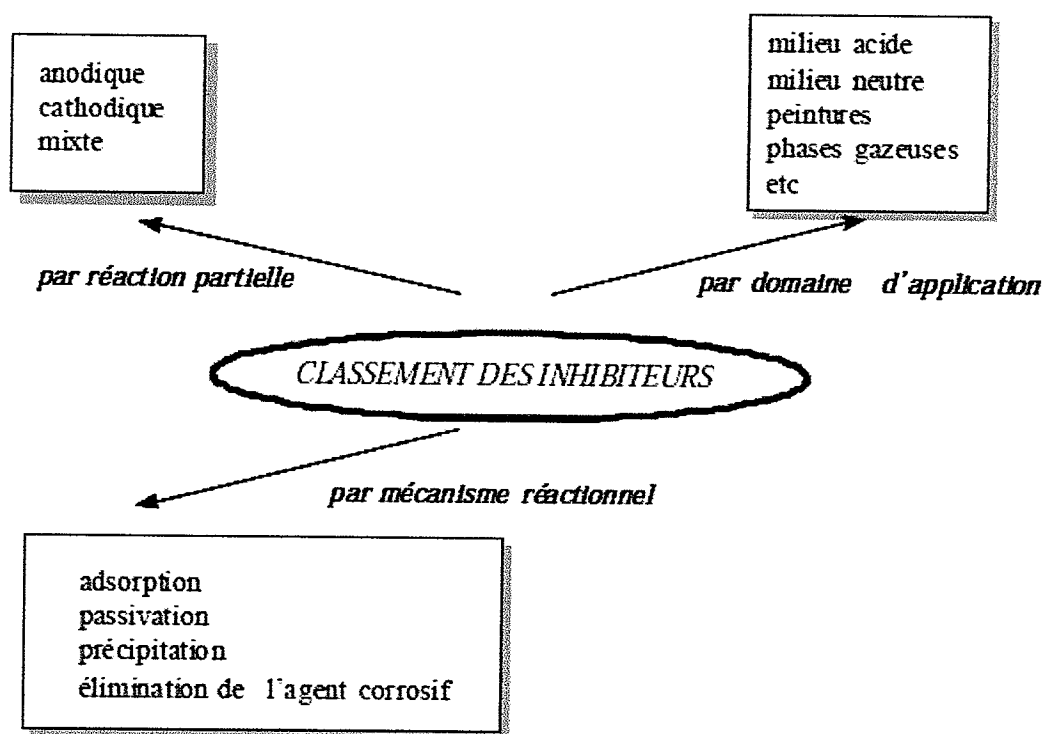 anodique
cathodique
mixte
milieu acide
milieu neutre
peintures
phases gazeuses
etc
par réaction partielle
par domaine d'application
CLASSEMENT DES INHIBITEURS
par mécanisme réactionnel
adsorption
passivation
précipitation
élimination de l'agent corrosif